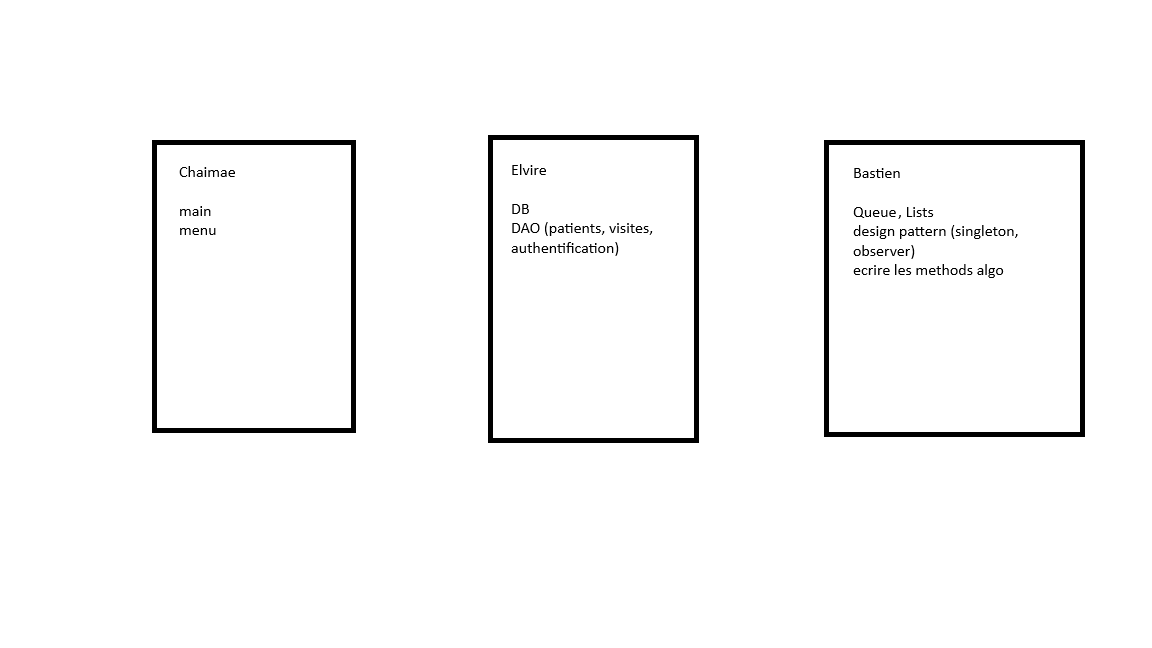 Chaimae
main
menu
Elvire
DB
DAO (patients, visites,
authentification)
Bastien
Queue, Lists
design pattern (singleton,
observer)
ecrire les methods algo